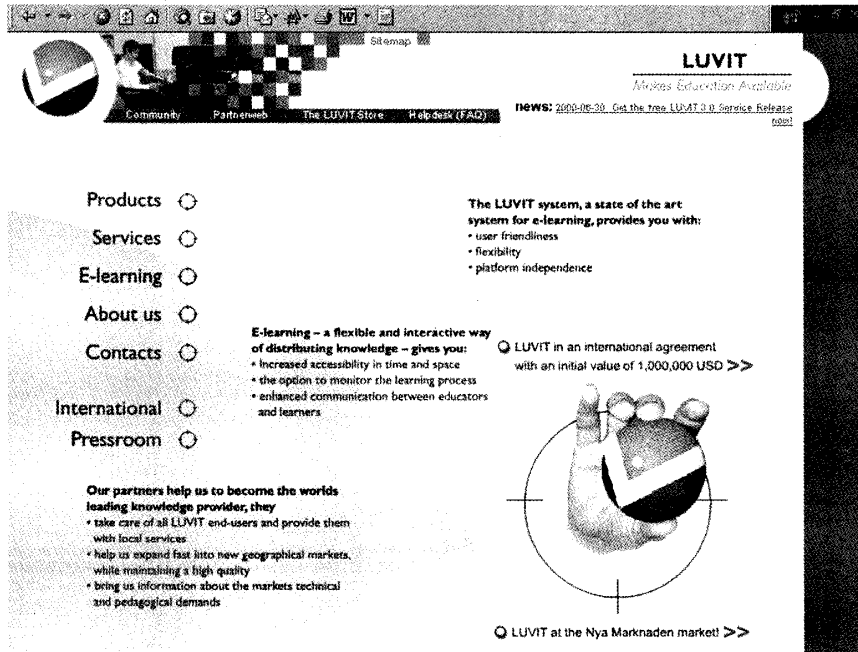 Sitemap
LUVIT
Makes Education Available
Community Partnerweb The LUVIT Store Helpdesk (FAQ)
news: 2000-06-30 Get the free LUVIT 3.0 Service Release
now!
Products
Services
E-learning
About us
Contacts
International
Pressroom
The LUVIT system, a state of the art
system for e-learning, provides you with:
• user friendliness
• flexibility
• platform independence
E-learning – a flexible and interactive way
of distributing knowledge – gives you:
• Increased accessibility in time and space
• the option to monitor the learning process
• enhanced communication between educators
and learners
LUVIT in an international agreement
with an initial value of 1,000,000 USD >>
Our partners help us to become the worlds
leading knowledge provider, they
• take care of all LUVIT end-users and provide them
with local services
• help us expand fast into new geographical markets,
while maintaining a high quality
• bring us information about the markets technical
and pedagogical demands
LUVIT at the Nya Marknaden market! >>